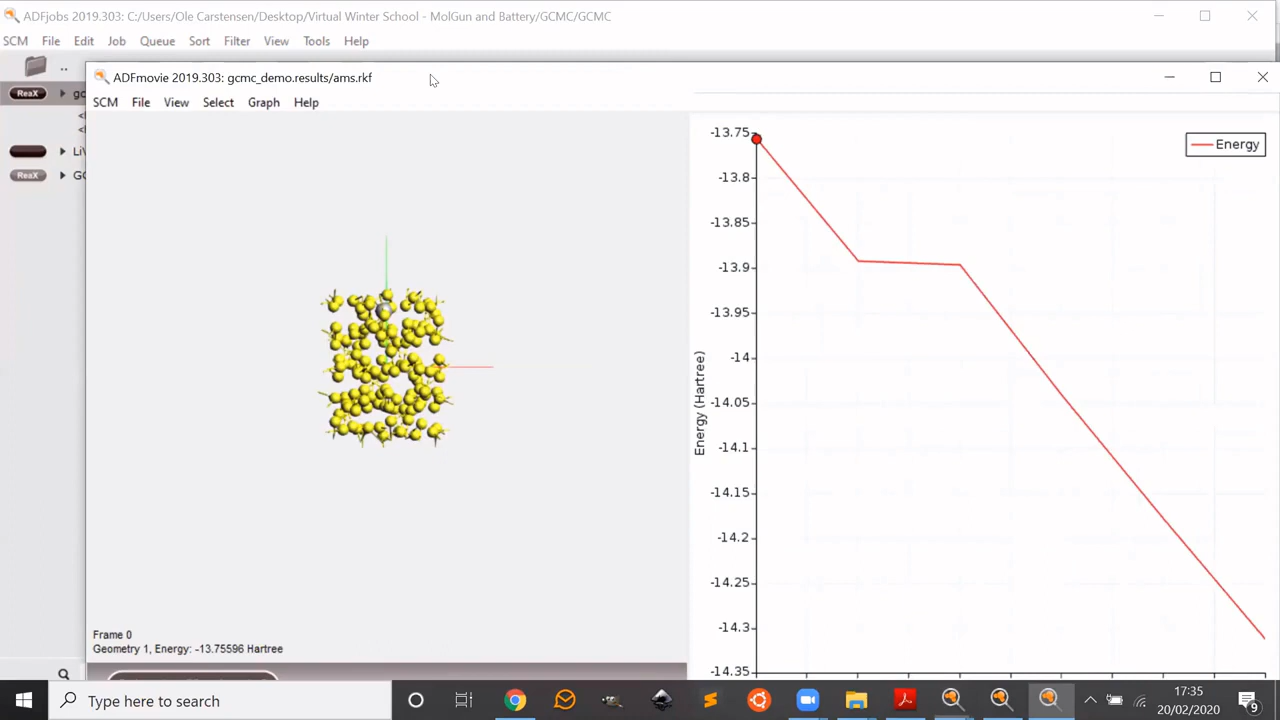 ADFjobs 2019.303: C:/Users/Ole Carstensen/Desktop/Virtual Winter School - MolGun and Battery/GCMC/GCMC
SCM File Edit Job Queue Sort Filter View Tools Help
..
ReaX gc
LiV
ReaX GC
ADFmovie 2019.303: gcmc_demo.results/ams.rkf
SCM File View Select Graph Help
-13.75
-13.8
-13.85
-13.9
-13.95
-14
-14.05
-14.1
-14.15
-14.2
-14.25
-14.3
-14.35
Energy (Hartree)
Energy
Frame 0
Geometry 1, Energy: -13.75596 Hartree
Type here to search
17:35
20/02/2020
9